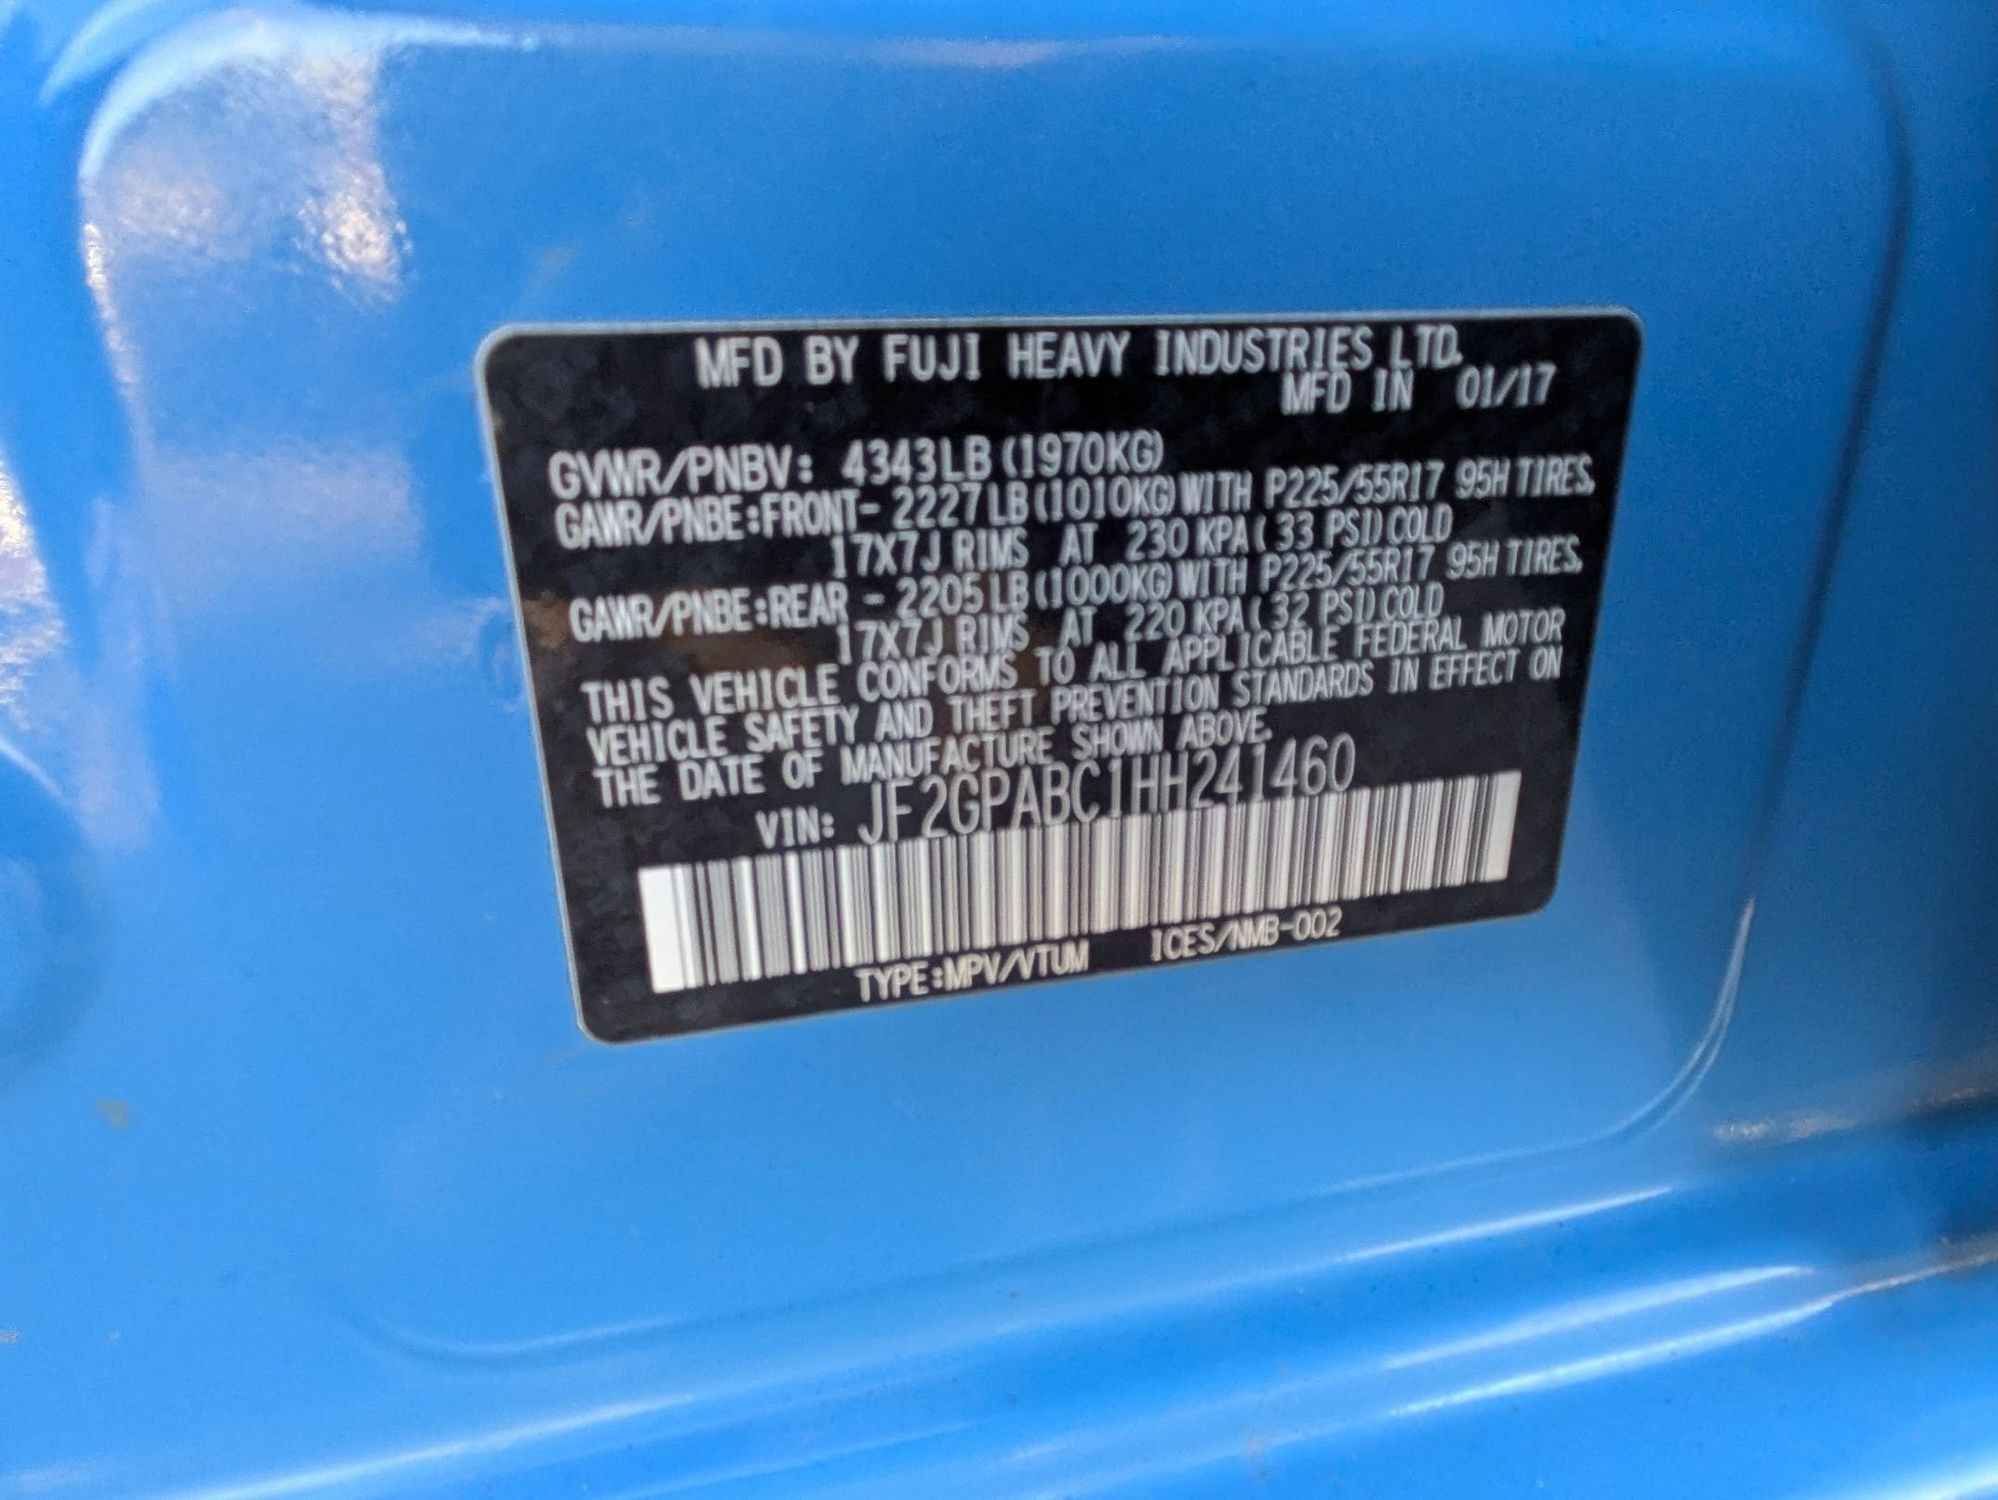 MFD BY FUJI HEAVY INDUSTRIES LTD.
MFD IN 01/17
GVWR/PNBV: 4343LB (1970KG)
GAWR/PNBE:FRONT- 2227LB(1010KG)WITH P225/55R17 95H TIRES,
17X7J RIMS AT 230 KPA( 33 PSI)COLD
GAWR/PNBE:REAR - 2205LB(1000KG)WITH P225/55R17 95H TIRES,
17X7J RIMS AT 220 KPA( 32 PSI)COLD
THIS VEHICLE CONFORMS TO ALL APPLICABLE FEDERAL MOTOR
VEHICLE SAFETY AND THEFT PREVENTION STANDARDS IN EFFECT ON
THE DATE OF MANUFACTURE SHOWN ABOVE.
VIN: JF2GPABC1HH241460
TYPE:MPV/VTUM ICES/NMB-002